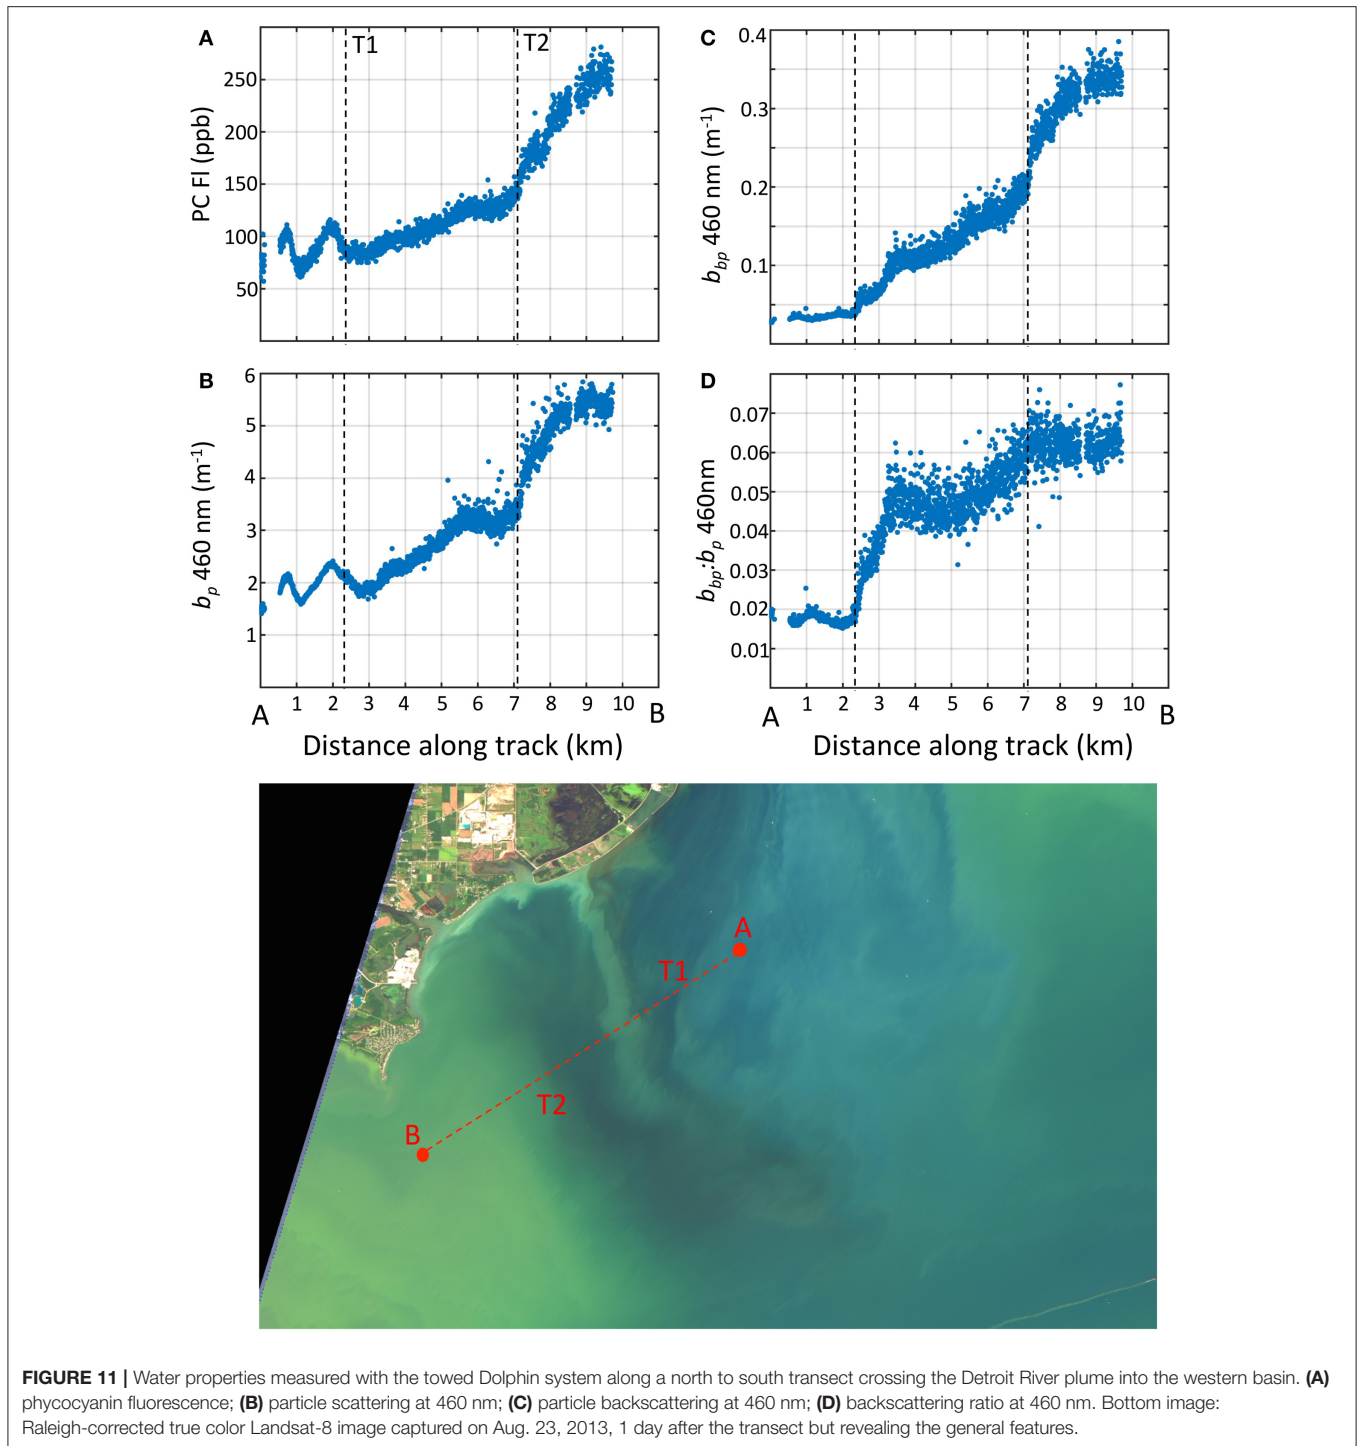 A
T1
T2
250
200
150
100
50
PC Fl (ppb)
C
0.4
0.3
0.2
0.1
bbp 460 nm (m-1)
B
6
5
4
3
2
1
bp 460 nm (m-1)
A
1 2 3 4 5 6 7 8 9 10
B
Distance along track (km)
D
0.07
0.06
0.05
0.04
0.03
0.02
0.01
bbp:bp 460nm
A
1 2 3 4 5 6 7 8 9 10
B
Distance along track (km)
A
T1
T2
B
FIGURE 11 | Water properties measured with the towed Dolphin system along a north to south transect crossing the Detroit River plume into the western basin. (A)
phycocyanin fluorescence; (B) particle scattering at 460 nm; (C) particle backscattering at 460 nm; (D) backscattering ratio at 460 nm. Bottom image:
Raleigh-corrected true color Landsat-8 image captured on Aug. 23, 2013, 1 day after the transect but revealing the general features.